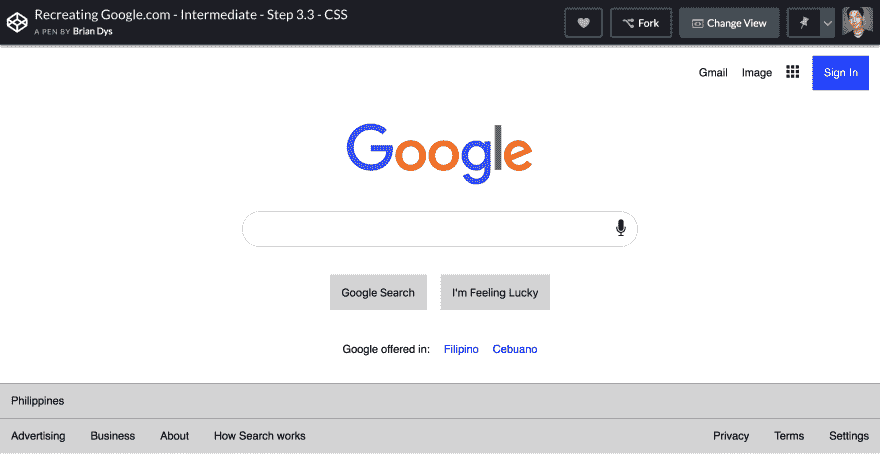 Recreating Google.com - Intermediate - Step 3.3 - CSS
A PEN BY Brian Dys
Fork
Change View
Gmail Image Sign In
Google
Google Search I'm Feeling Lucky
Google offered in: Filipino Cebuano
Philippines
Advertising Business About How Search works Privacy Terms Settings